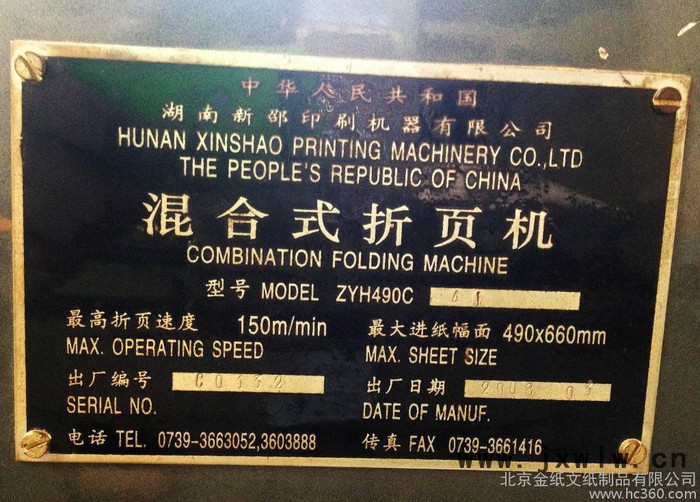 中华人民共和国
湖南新邵印刷机器有限公司
HUNAN XINSHAO PRINTING MACHINERY CO.,LTD
THE PEOPLE'S REPUBLIC OF CHINA
混合式折页机
COMBINATION FOLDING MACHINE
型号 MODEL ZYH490C
最高折页速度 150m/min 最大进纸幅面 490x660mm
MAX. OPERATING SPEED MAX. SHEET SIZE
出厂编号 出厂日期 2008
SERIAL NO. DATE OF MANUF.
电话 TEL. 0739-3663052,3603888 传真 FAX 0739-3661416
www.jxwlw.cn
北京金纸文纸制品有限公司
www.hc360.com